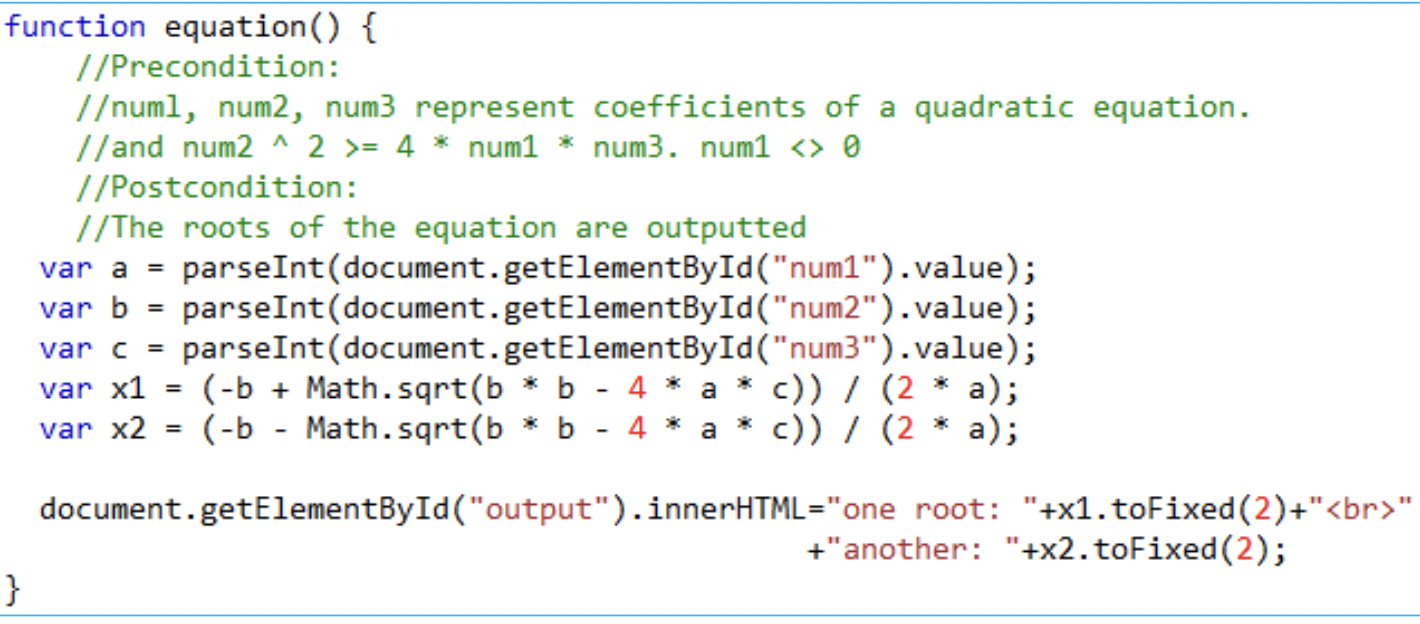 function equation() {
//Precondition:
//num1, num2, num3 represent coefficients of a quadratic equation.
//and num2 ^ 2 >= 4 * num1 * num3. num1 <> 0
//Postcondition:
//The roots of the equation are outputted
var a = parseInt(document.getElementById("num1").value);
var b = parseInt(document.getElementById("num2").value);
var c = parseInt(document.getElementById("num3").value);
var x1 = (-b + Math.sqrt(b * b - 4 * a * c)) / (2 * a);
var x2 = (-b - Math.sqrt(b * b - 4 * a * c)) / (2 * a);
document.getElementById("output").innerHTML="one root: "+x1.toFixed(2)+"<br>"
+"another: "+x2.toFixed(2);
}